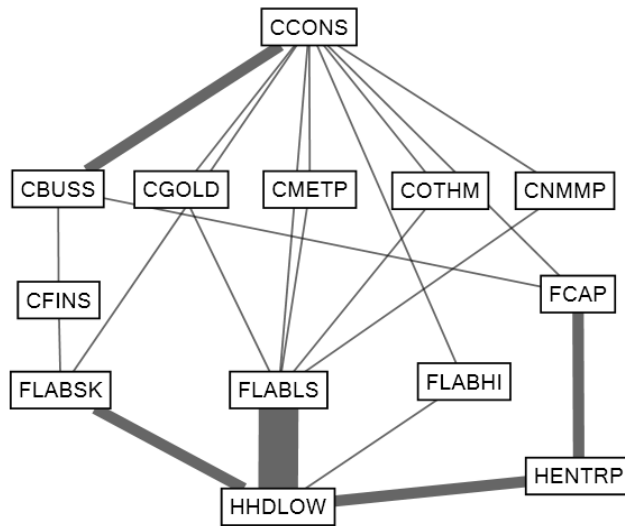 CCONS
CBUSS
CGOLD
CMETP
COTHM
CNMMP
CFINS
FCAP
FLABSK
FLABLS
FLABHI
HHDLOW
HENTRP